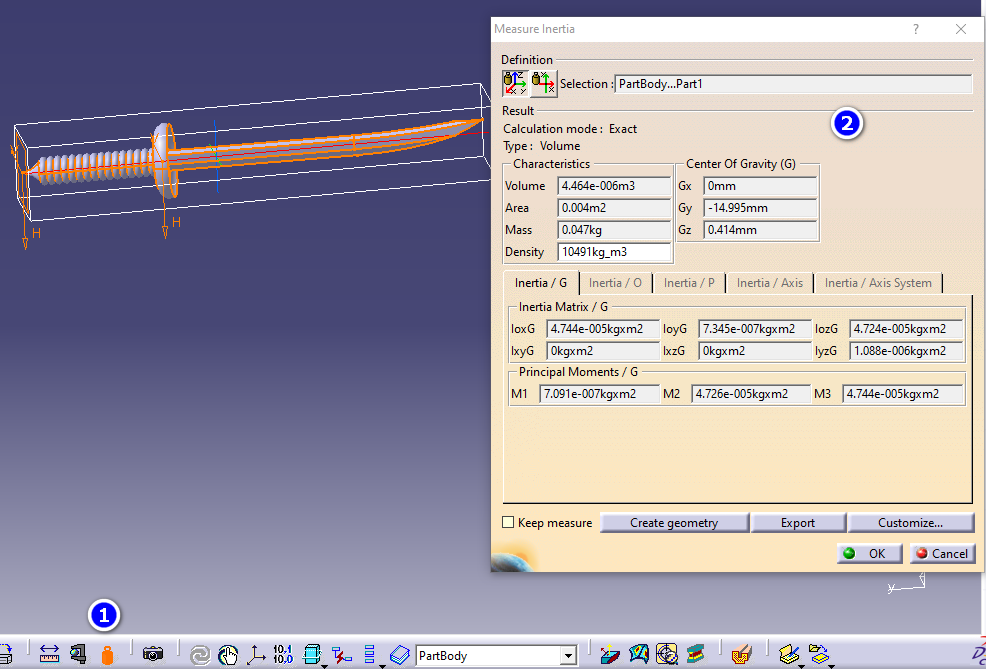 Measure Inertia
?
Definition
Selection : PartBody...Part1
Result
Calculation mode : Exact
Type : Volume
2
Characteristics
Volume 4.464e-006m3
Area 0.004m2
Mass 0.047kg
Density 10491kg_m3
Center Of Gravity (G)
Gx 0mm
Gy -14.995mm
Gz 0.414mm
Inertia / G Inertia / O Inertia / P Inertia / Axis Inertia / Axis System
Inertia Matrix / G
IoxG 4.744e-005kgxm2 IoyG 7.345e-007kgxm2 IozG 4.724e-005kgxm2
IxyG 0kgxm2 IxzG 0kgxm2 IyzG 1.088e-006kgxm2
Principal Moments / G
M1 7.091e-007kgxm2 M2 4.726e-005kgxm2 M3 4.744e-005kgxm2
Keep measure Create geometry Export Customize...
OK Cancel
H
H
y
1
10.1
10,0
PartBody